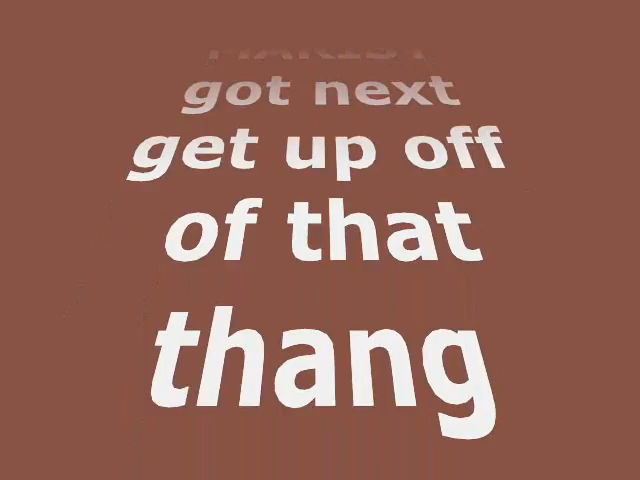 got next
get up off
of that
thang